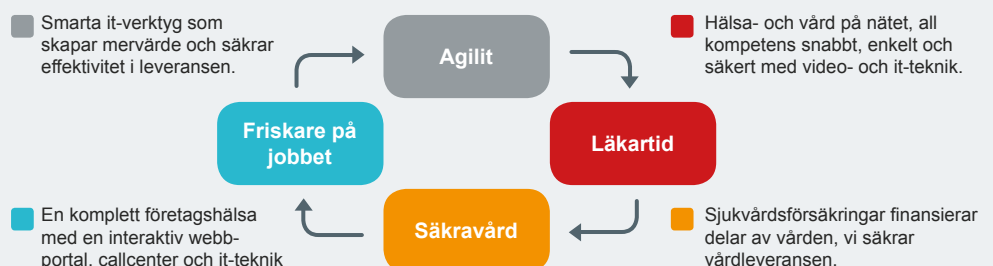 Smarta it-verktyg som
skapar mervärde och säkrar
effektivitet i leveransen.
Agilit
Hälsa- och vård på nätet, all
kompetens snabbt, enkelt och
säkert med video- och it-teknik.
Friskare på
jobbet
Läkartid
En komplett företagshälsa
med en interaktiv webb-
portal, callcenter och it-teknik
Säkravård
Sjukvårdsförsäkringar finansierar
delar av vården, vi säkrar
vårdleveransen.